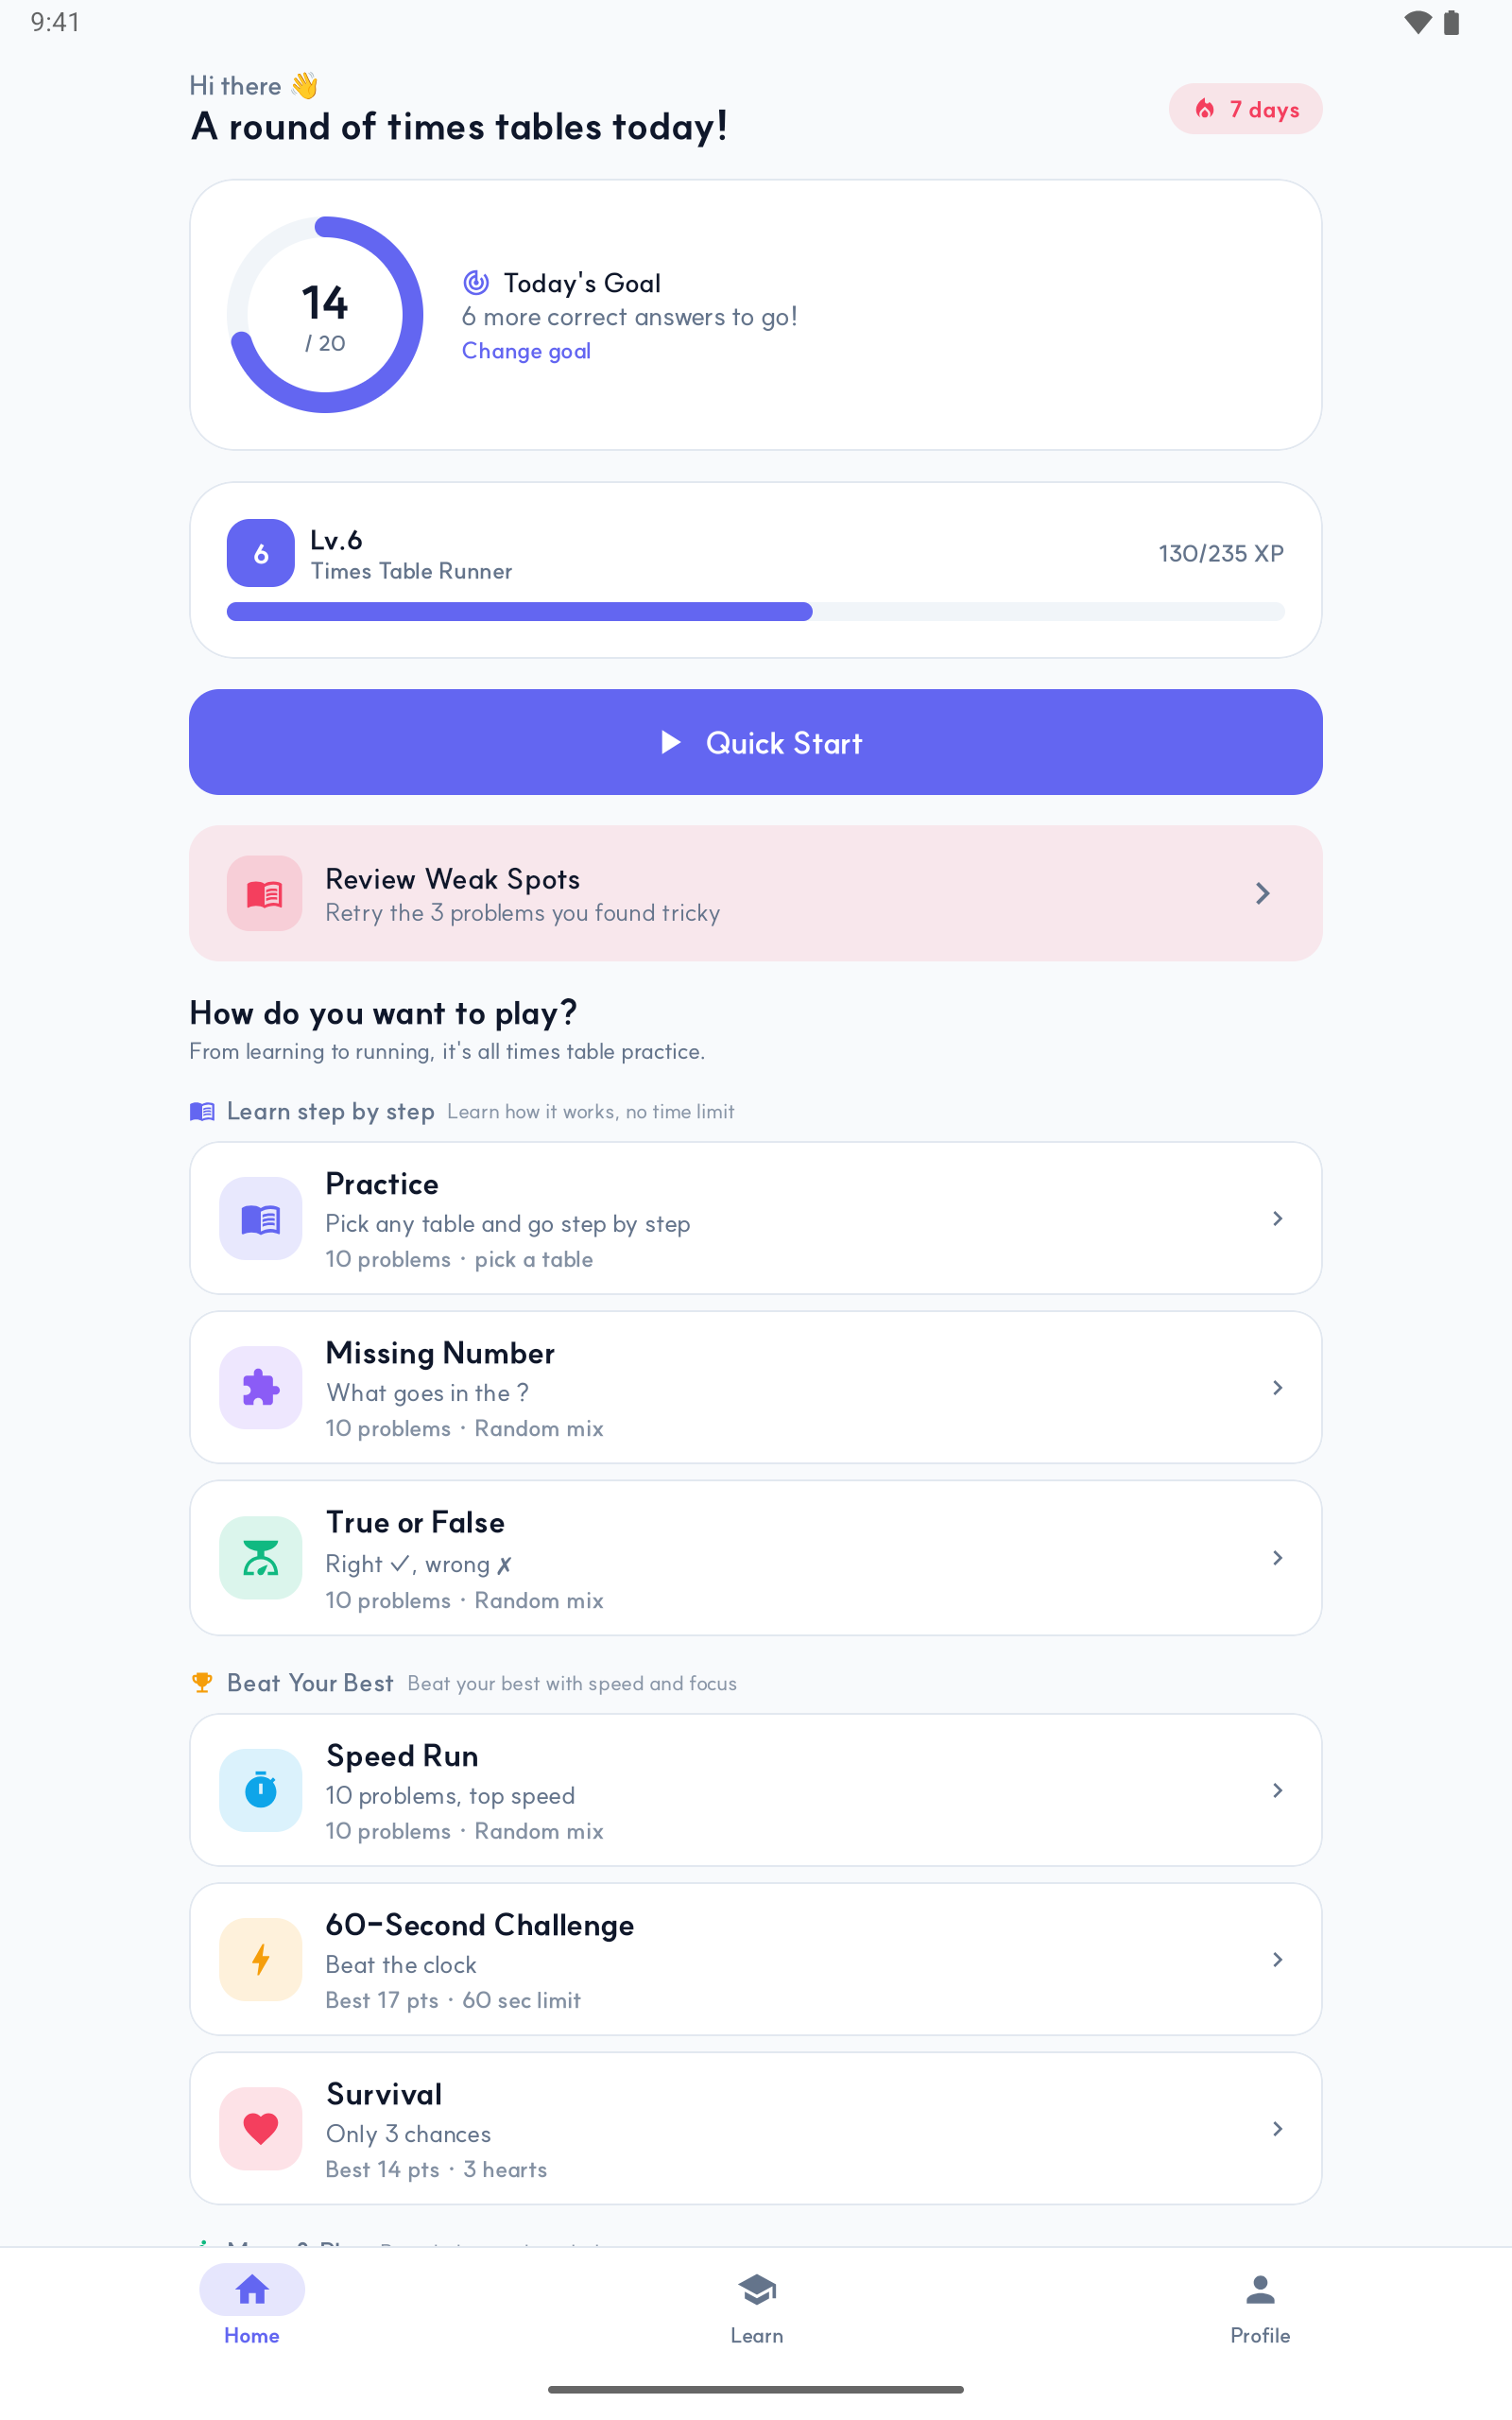 9:41
Hi there 👋
A round of times tables today!
7 days
14
/ 20
Today's Goal
6 more correct answers to go!
Change goal
6
Lv.6
Times Table Runner
130/235 XP
Quick Start
Review Weak Spots
Retry the 3 problems you found tricky
How do you want to play?
From learning to running, it's all times table practice.
Learn step by step Learn how it works, no time limit
Practice
Pick any table and go step by step
10 problems · pick a table
Missing Number
What goes in the ?
10 problems · Random mix
True or False
Right ✓, wrong ✗
10 problems · Random mix
Beat Your Best Beat your best with speed and focus
Speed Run
10 problems, top speed
10 problems · Random mix
60-Second Challenge
Beat the clock
Best 17 pts · 60 sec limit
Survival
Only 3 chances
Best 14 pts · 3 hearts
Home
Learn
Profile